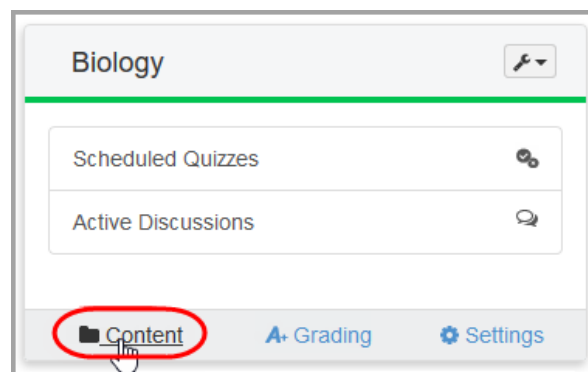 Biology
Scheduled Quizzes
Active Discussions
Content A+ Grading Settings